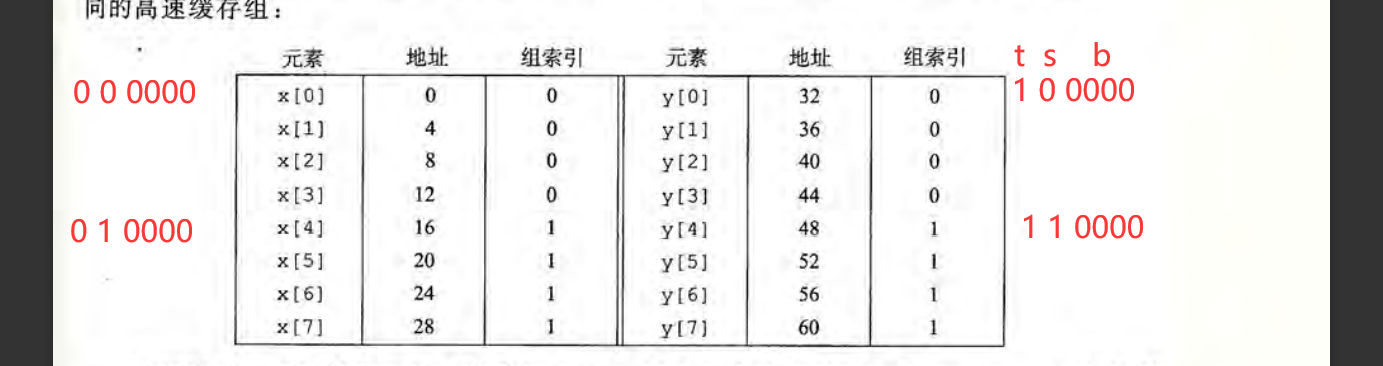 同的高速缓存组:
元素 地址 组索引 元素 地址 组索引 t s b
0 0 0000 x[0] 0 0 y[0] 32 0 1 0 0000
x[1] 4 0 y[1] 36 0
x[2] 8 0 y[2] 40 0
x[3] 12 0 y[3] 44 0
0 1 0000 x[4] 16 1 y[4] 48 1 1 1 0000
x[5] 20 1 y[5] 52 1
x[6] 24 1 y[6] 56 1
x[7] 28 1 y[7] 60 1